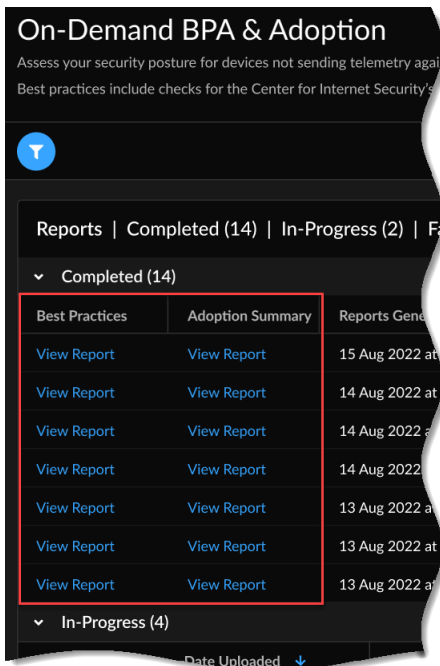 On-Demand BPA & Adoption
Assess your security posture for devices not sending telemetry
Best practices include checks for the Center for Internet Security's
Reports | Completed (14) | In-Progress (2) |
Completed (14)
Best Practices Adoption Summary Reports
View Report View Report 15 Aug 2022 at
View Report View Report 14 Aug 2022 at
View Report View Report 14 Aug 2022
View Report View Report 14 Aug 2022
View Report View Report 13 Aug 2022
View Report View Report 13 Aug 2022 at
View Report View Report 13 Aug 2022 at
In-Progress (4)
Date Uploaded